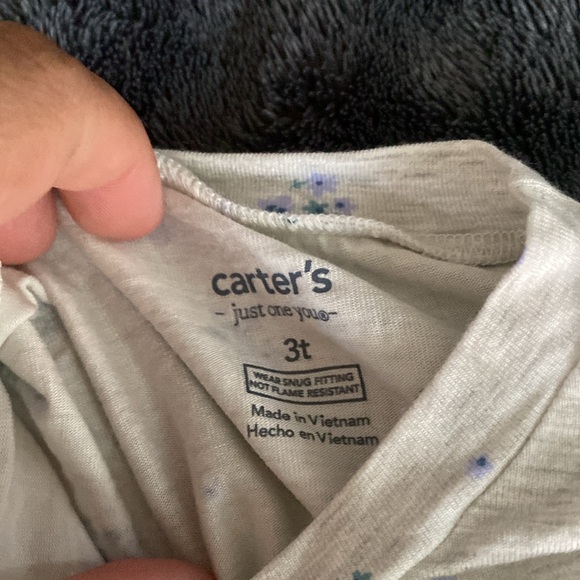 carter's
- just one you®-
3t
WEAR SNUG FITTING
NOT FLAME RESISTANT
Made in Vietnam
Hecho en Vietnam